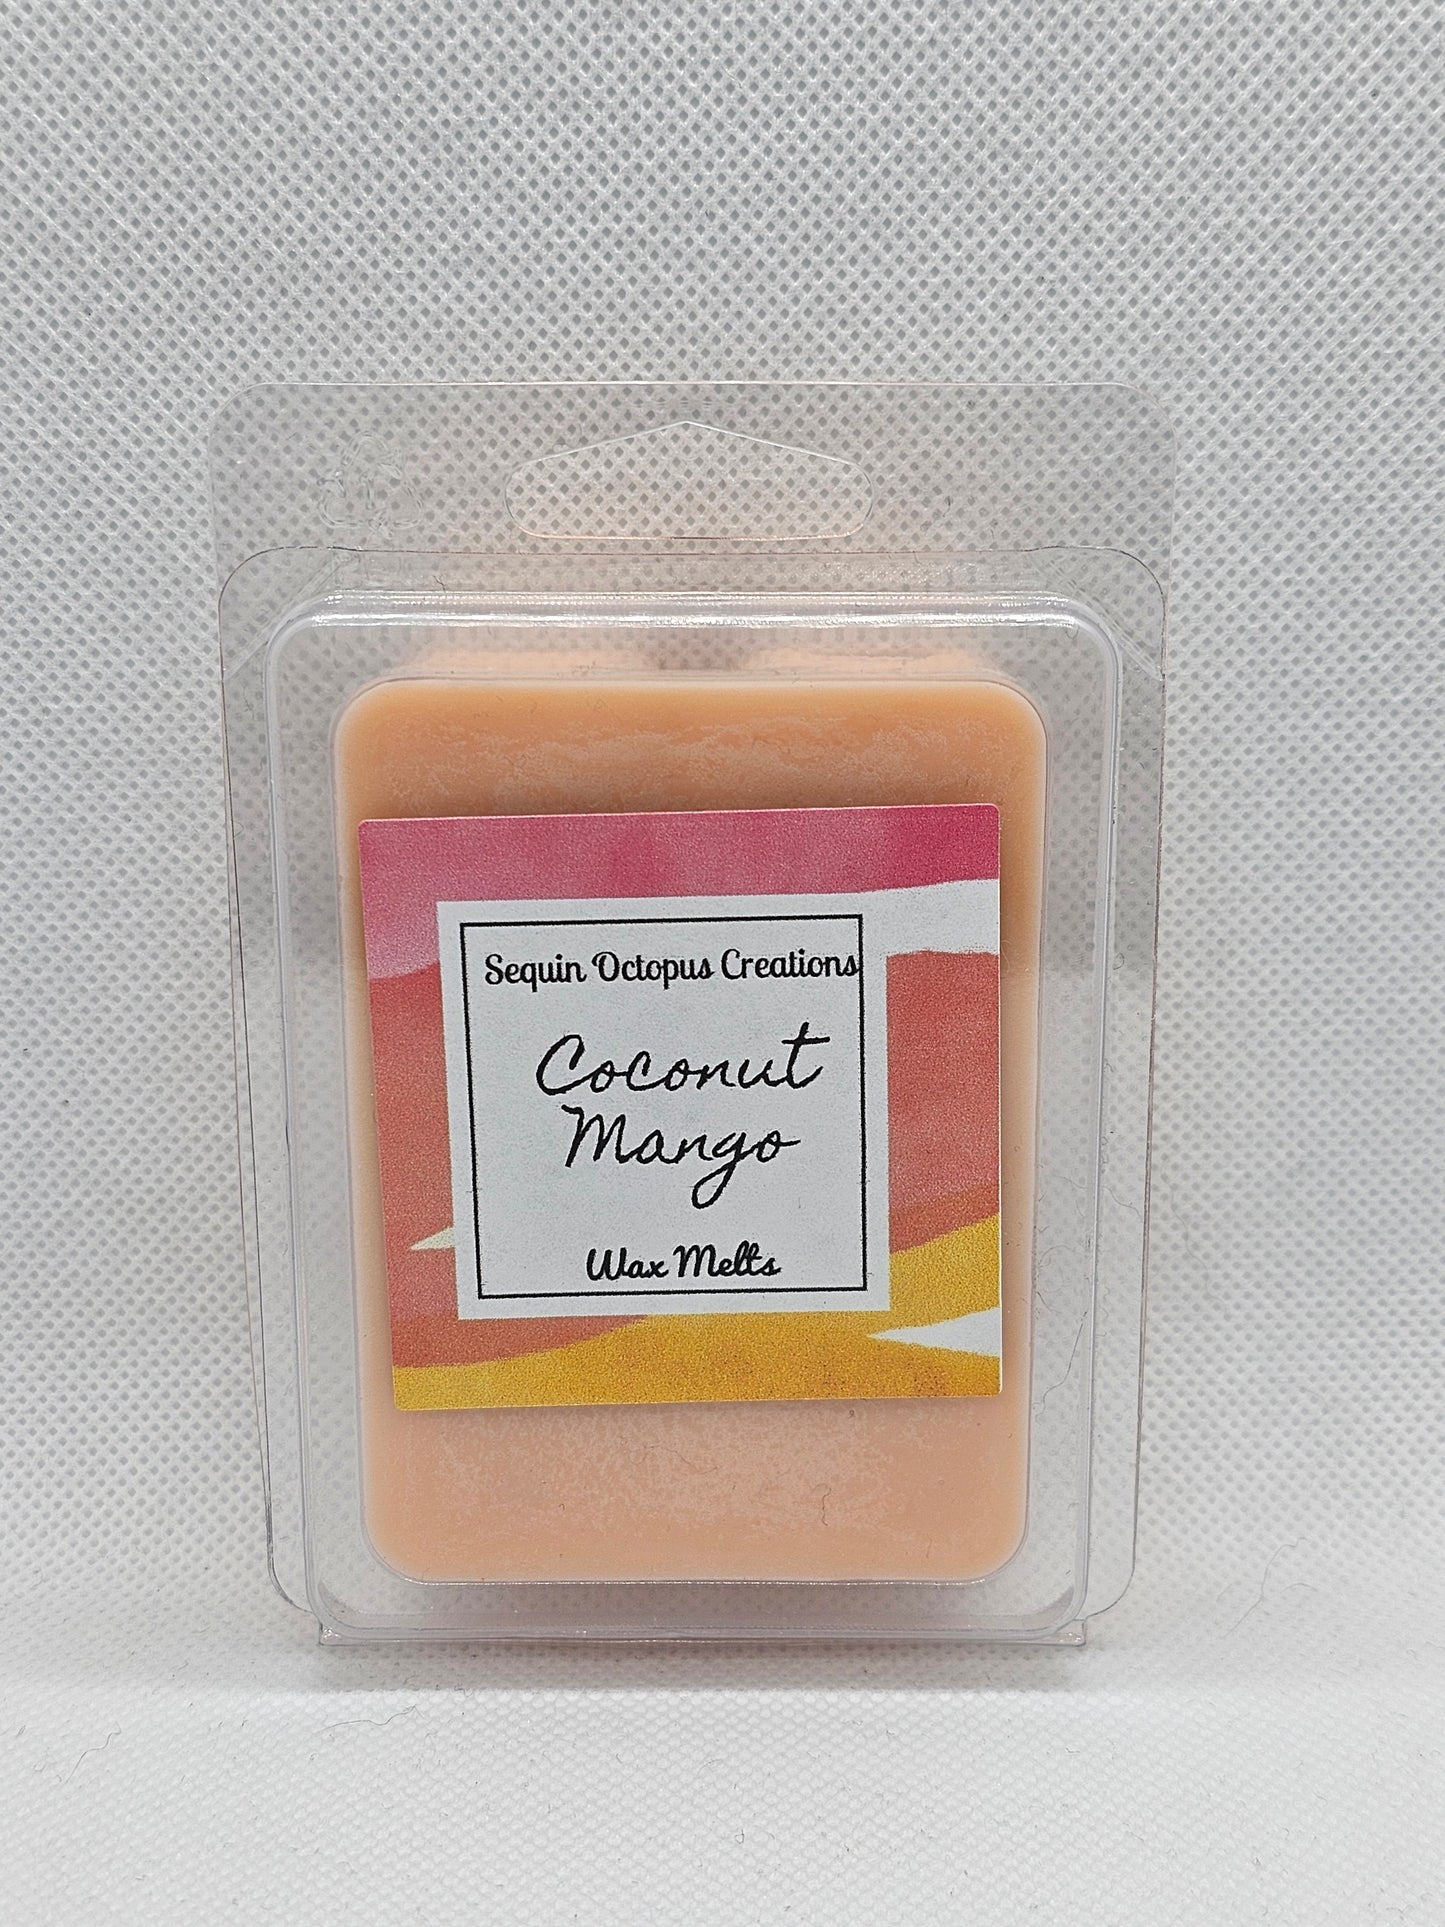 Sequin Octopus Creations
Coconut
Mango
Wax Melts